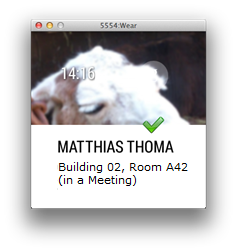 5554:Wear
14:16
MATTHIAS THOMA
Building 02, Room A42
(in a Meeting)